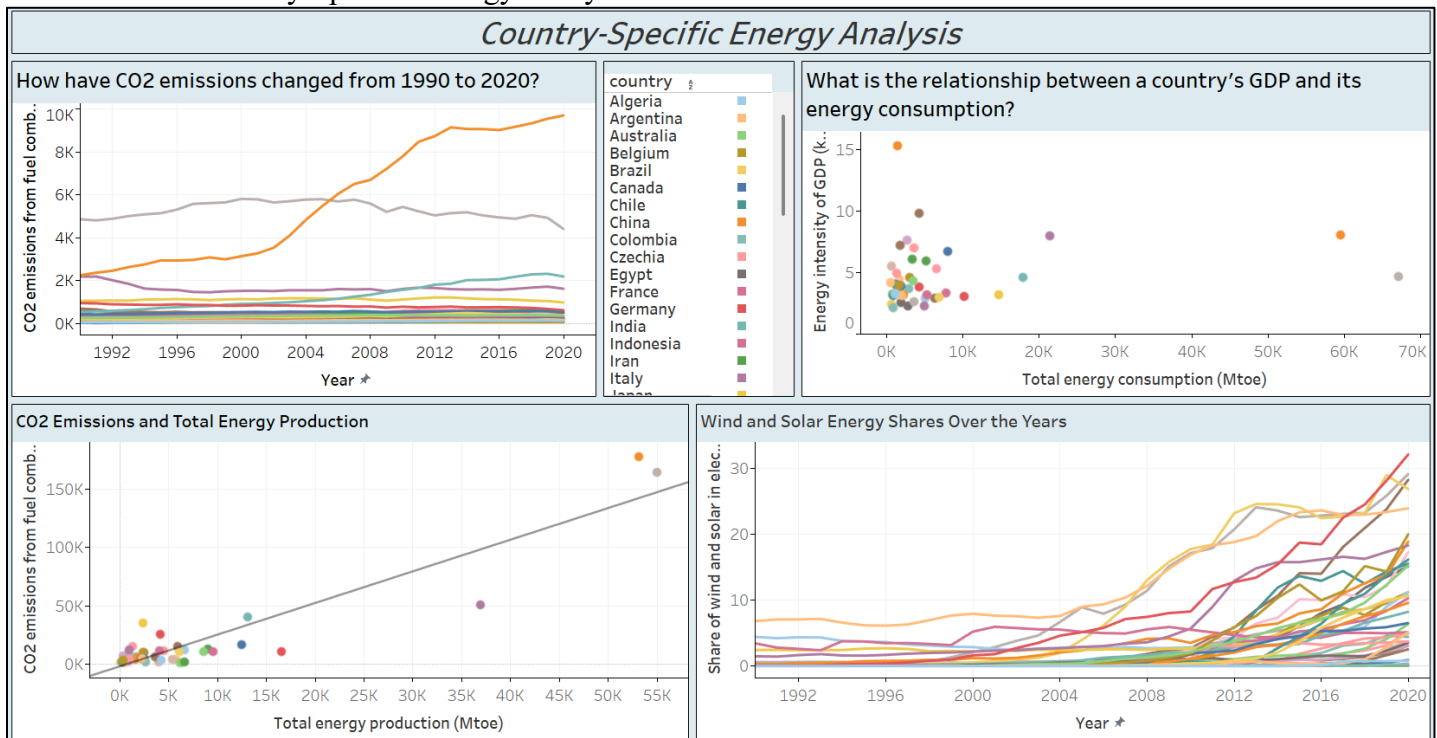 Country-Specific Energy Analysis
How have CO2 emissions changed from 1990 to 2020?
CO2 emissions from fuel comb..
10K
8K
6K
4K
2K
0K
1992 1996 2000 2004 2008 2012 2016 2020
Year
country
Algeria
Argentina
Australia
Belgium
Brazil
Canada
Chile
China
Colombia
Czechia
Egypt
France
Germany
India
Indonesia
Iran
Italy
Japan
What is the relationship between a country's GDP and its
energy consumption?
Energy intensity of GDP (k..
15
10
5
0
0K 10K 20K 30K 40K 50K 60K 70K
Total energy consumption (Mtoe)
CO2 Emissions and Total Energy Production
CO2 emissions from fuel comb..
150K
100K
50K
0K
0K 5K 10K 15K 20K 25K 30K 35K 40K 45K 50K 55K
Total energy production (Mtoe)
Wind and Solar Energy Shares Over the Years
Share of wind and solar in elec..
30
20
10
0
1992 1996 2000 2004 2008 2012 2016 2020
Year